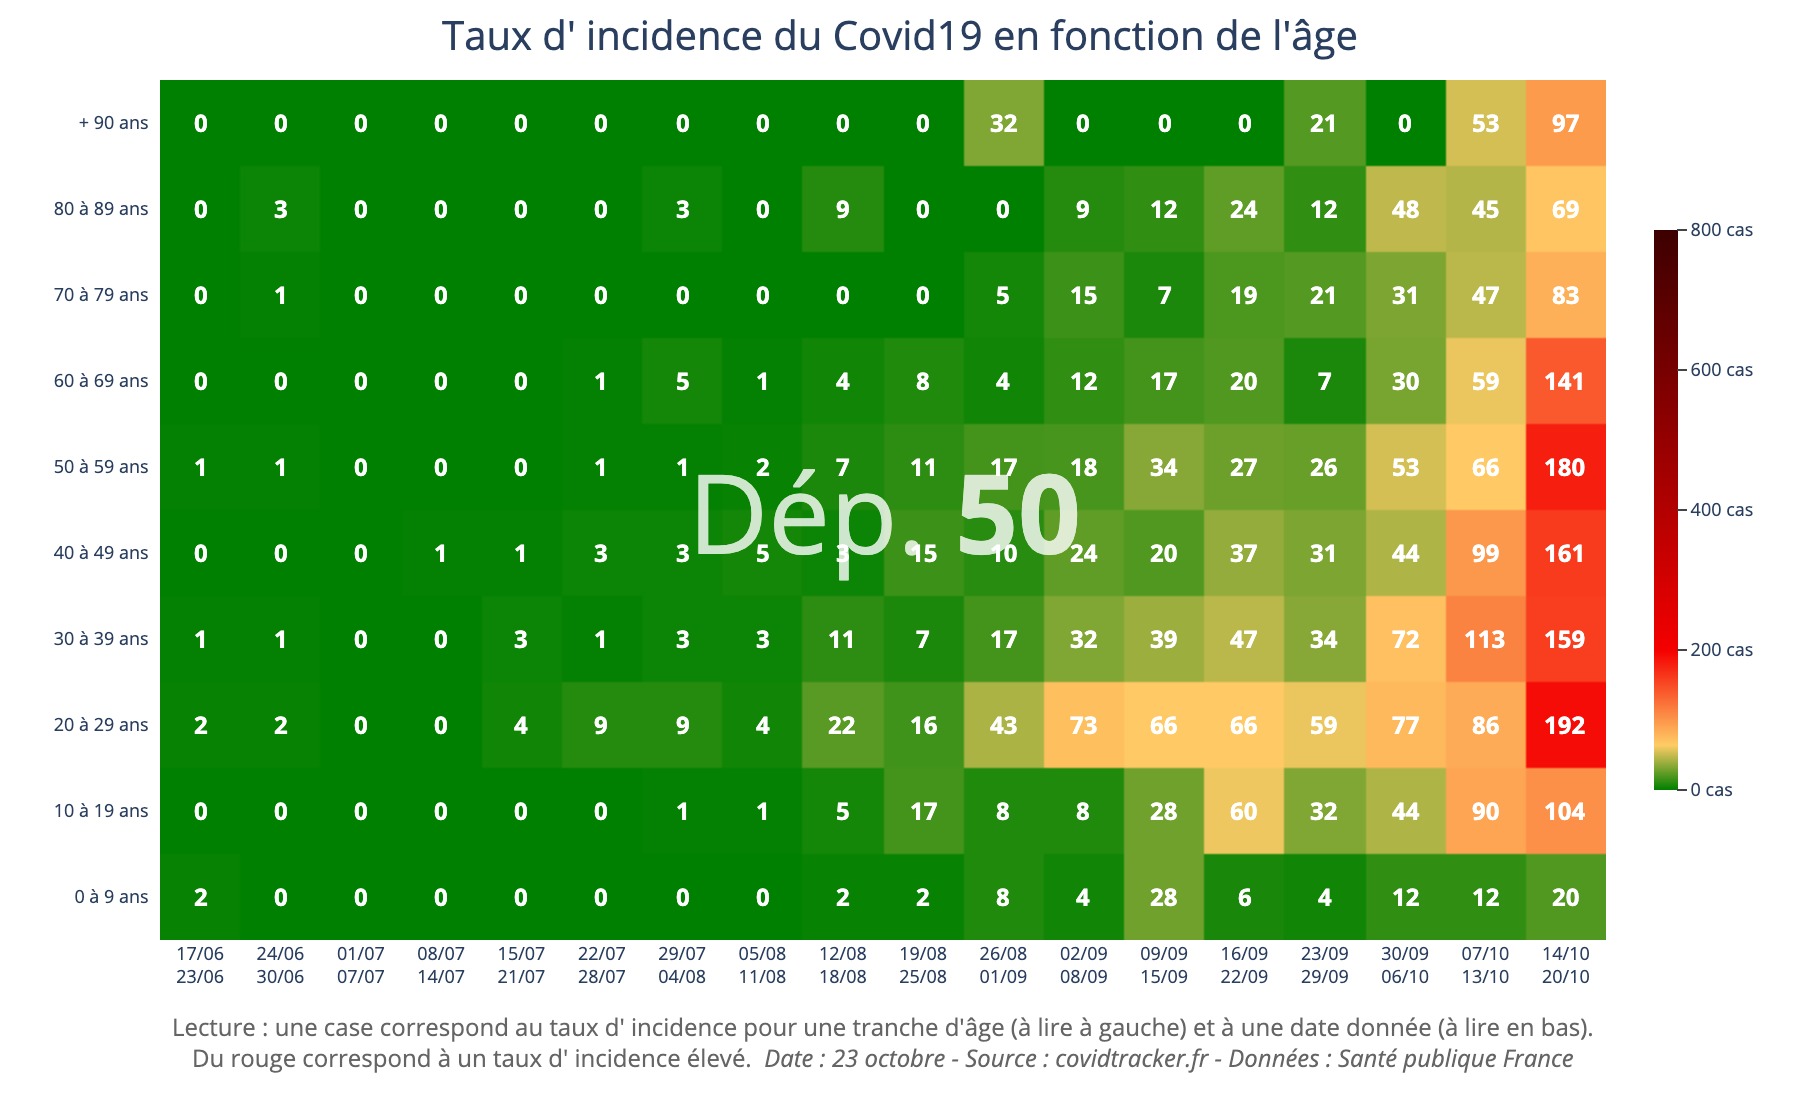 Taux d' incidence du Covid19 en fonction de l'âge
+ 90 ans 0 0 0 0 0 0 0 0 0 0 32 0 0 0 21 0 53 97
80 à 89 ans 0 3 0 0 0 0 3 0 9 0 0 9 12 24 12 48 45 69
800 cas
70 à 79 ans 0 1 0 0 0 0 0 0 0 0 5 15 7 19 21 31 47 83
60 à 69 ans 0 0 0 0 0 1 5 1 4 8 4 12 17 20 7 30 59 141
600 cas
50 à 59 ans 1 1 0 0 0 1 1 2 7 11 17 18 34 27 26 53 66 180
Dép. 50
400 cas
40 à 49 ans 0 0 0 1 1 3 3 5 3 15 10 24 20 37 31 44 99 161
30 à 39 ans 1 1 0 0 3 1 3 3 11 7 17 32 39 47 34 72 113 159
200 cas
20 à 29 ans 2 2 0 0 4 9 9 4 22 16 43 73 66 66 59 77 86 192
0 cas
10 à 19 ans 0 0 0 0 0 0 1 1 5 17 8 8 28 60 32 44 90 104
0 à 9 ans 2 0 0 0 0 0 0 0 2 2 8 4 28 6 4 12 12 20
17/06 24/06 01/07 08/07 15/07 22/07 29/07 05/08 12/08 19/08 26/08 02/09 09/09 16/09 23/09 30/09 07/10 14/10
23/06 30/06 07/07 14/07 21/07 28/07 04/08 11/08 18/08 25/08 01/09 08/09 15/09 22/09 29/09 06/10 13/10 20/10
Lecture : une case correspond au taux d' incidence pour une tranche d'âge (à lire à gauche) et à une date donnée (à lire en bas).
Du rouge correspond à un taux d' incidence élevé. Date : 23 octobre - Source : covidtracker.fr - Données : Santé publique France